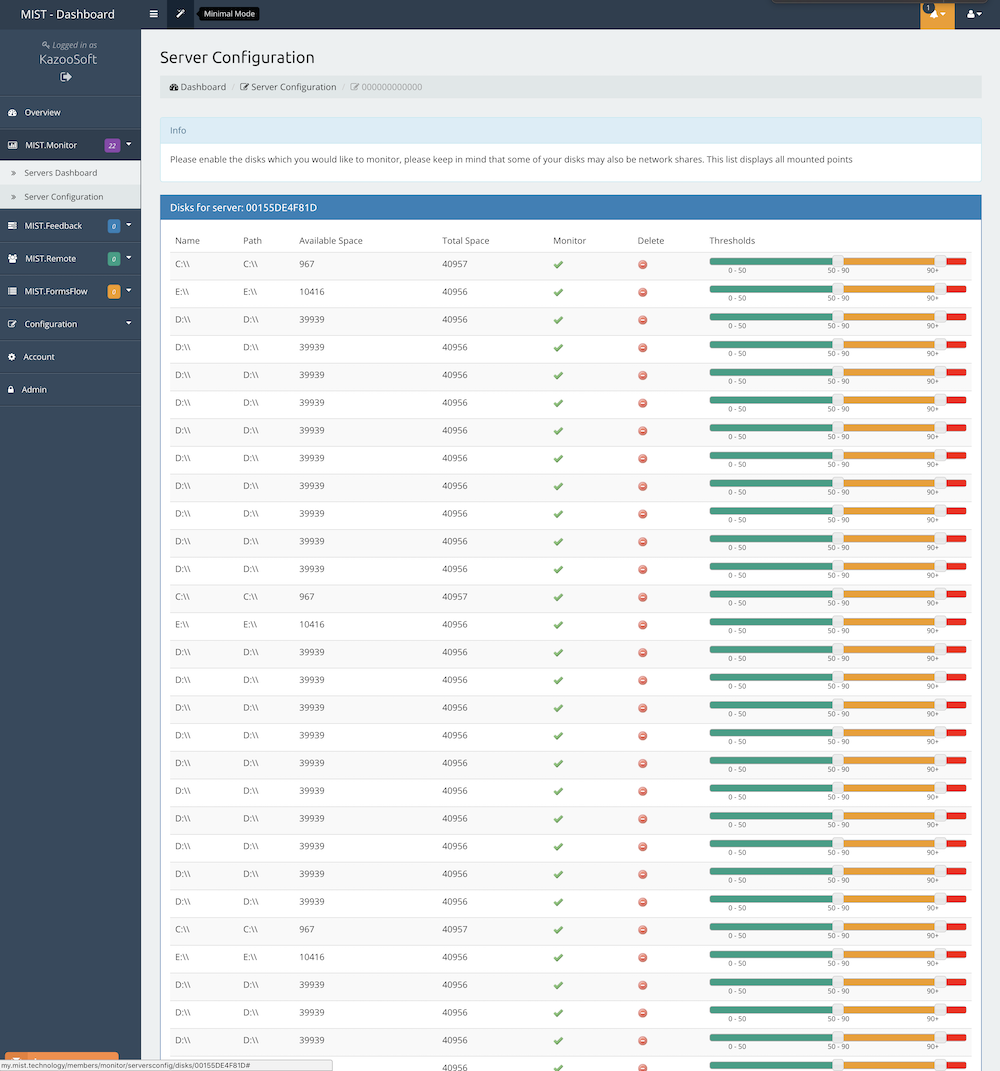 MIST - Dashboard
Minimal Mode
1
Logged in as
KazooSoft
Overview
MIST.Monitor 22
Servers Dashboard
Server Configuration
MIST.Feedback 0
MIST.Remote 0
MIST.FormsFlow 0
Configuration
Account
Admin
Server Configuration
Dashboard / Server Configuration / 000000000000
Info
Please enable the disks which you would like to monitor, please keep in mind that some of your disks may also be network shares. This list displays all mounted points
Disks for server: 00155DE4F81D
Name Path Available Space Total Space Monitor Delete Thresholds
C:\\ C:\\ 967 40957
0 - 50 50 - 90 90+
E:\\ E:\\ 10416 40956
0 - 50 50 - 90 90+
D:\\ D:\\ 39939 40956
0 - 50 50 - 90 90+
D:\\ D:\\ 39939 40956
0 - 50 50 - 90 90+
D:\\ D:\\ 39939 40956
0 - 50 50 - 90 90+
D:\\ D:\\ 39939 40956
0 - 50 50 - 90 90+
D:\\ D:\\ 39939 40956
0 - 50 50 - 90 90+
D:\\ D:\\ 39939 40956
0 - 50 50 - 90 90+
D:\\ D:\\ 39939 40956
0 - 50 50 - 90 90+
D:\\ D:\\ 39939 40956
0 - 50 50 - 90 90+
D:\\ D:\\ 39939 40956
0 - 50 50 - 90 90+
D:\\ D:\\ 39939 40956
0 - 50 50 - 90 90+
C:\\ C:\\ 967 40957
0 - 50 50 - 90 90+
E:\\ E:\\ 10416 40956
0 - 50 50 - 90 90+
D:\\ D:\\ 39939 40956
0 - 50 50 - 90 90+
D:\\ D:\\ 39939 40956
0 - 50 50 - 90 90+
D:\\ D:\\ 39939 40956
0 - 50 50 - 90 90+
D:\\ D:\\ 39939 40956
0 - 50 50 - 90 90+
D:\\ D:\\ 39939 40956
0 - 50 50 - 90 90+
D:\\ D:\\ 39939 40956
0 - 50 50 - 90 90+
D:\\ D:\\ 39939 40956
0 - 50 50 - 90 90+
D:\\ D:\\ 39939 40956
0 - 50 50 - 90 90+
D:\\ D:\\ 39939 40956
0 - 50 50 - 90 90+
D:\\ D:\\ 39939 40956
0 - 50 50 - 90 90+
C:\\ C:\\ 967 40957
0 - 50 50 - 90 90+
E:\\ E:\\ 10416 40956
0 - 50 50 - 90 90+
D:\\ D:\\ 39939 40956
0 - 50 50 - 90 90+
D:\\ D:\\ 39939 40956
0 - 50 50 - 90 90+
D:\\ D:\\ 39939 40956
0 - 50 50 - 90 90+
40956
my.mist.technology/members/monitor/serversconfig/disks/00155DE4F81D#